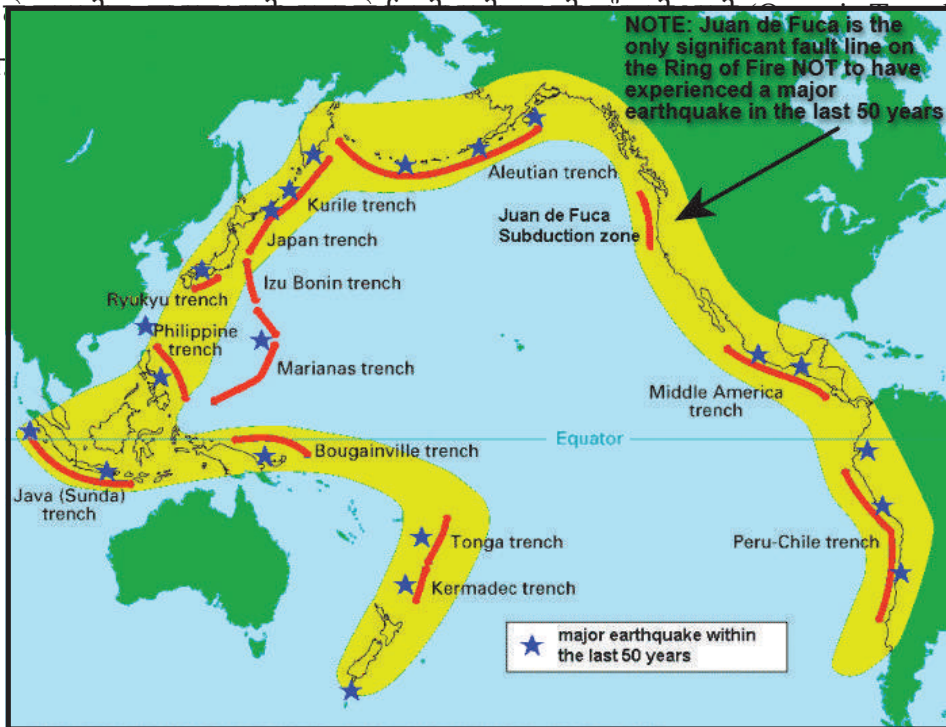 NOTE: Juan de Fuca is the
only significant fault line on
the Ring of Fire NOT to have
experienced a major
earthquake in the last 50 years
Aleutian trench
Kurile trench
Juan de Fuca
Subduction zone
Japan trench
Izu Bonin trench
Ryukyu trench
Philippine
trench
Marianas trench
Middle America
trench
Equator
Bougainville trench
Java (Sunda)
trench
Tonga trench
Peru-Chile trench
Kermadec trench
major earthquake within
the last 50 years